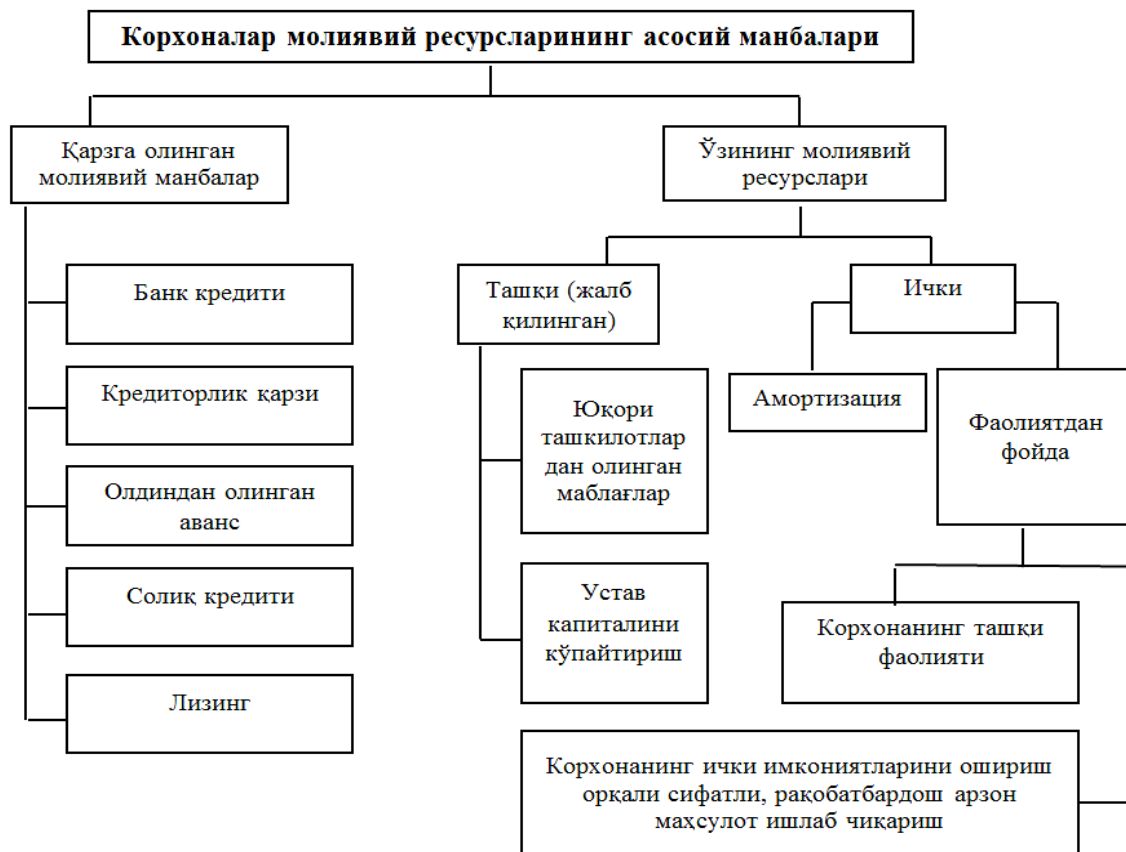 Корхоналар молиявий ресурсларининг асосий манбалари
Қарзга олинган
молиявий манбалар
Ўзининг молиявий
ресурслари
Банк кредити
Кредиторлик қарзи
Олдиндан олинган
аванс
Солиқ кредити
Лизинг
Ташқи (жалб
қилинган)
Ички
Юқори
ташкилотлар
дан олинган
маблағлар
Устав
капиталини
кўпайтириш
Амортизация
Фаолиятдан
фойда
Корхонанинг ташқи
фаолияти
Корхонанинг ички имкониятларини ошириш
орқали сифатли, рақобатбардош арзон
маҳсулот ишлаб чиқариш